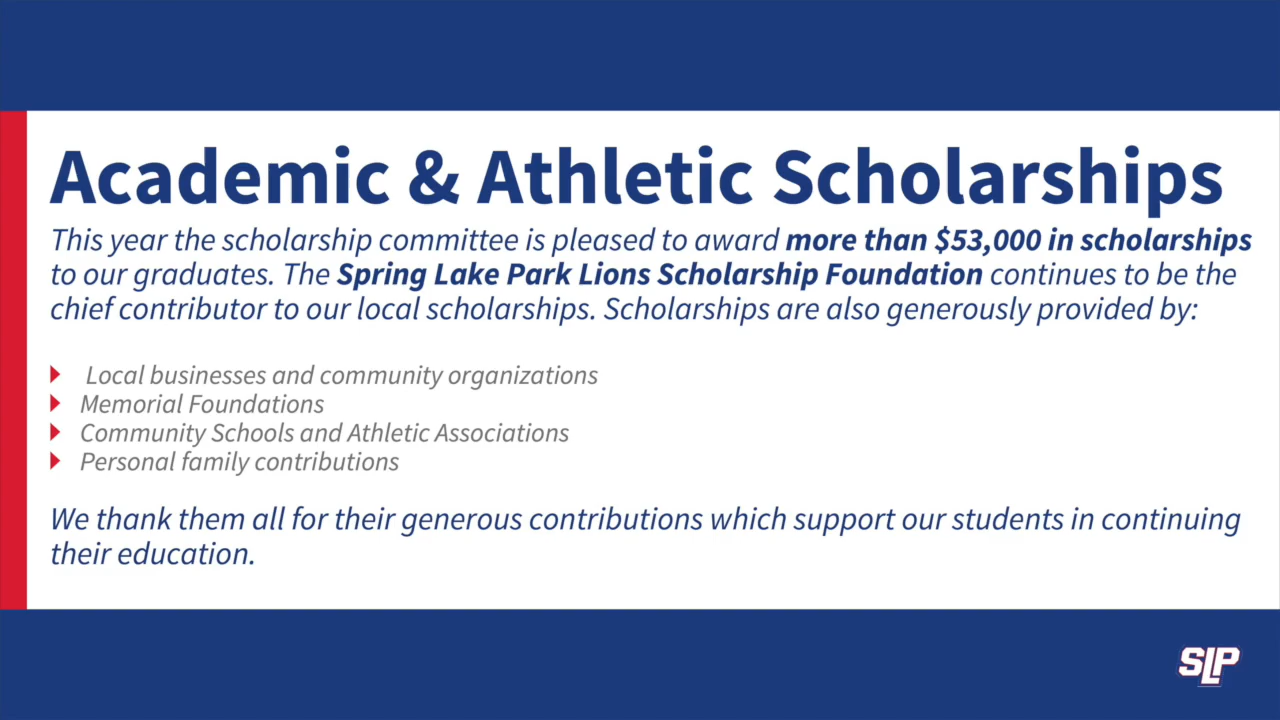 Academic & Athletic Scholarships
This year the scholarship committee is pleased to award more than $53,000 in scholarships
to our graduates. The Spring Lake Park Lions Scholarship Foundation continues to be the
chief contributor to our local scholarships. Scholarships are also generously provided by:
Local businesses and community organizations
Memorial Foundations
Community Schools and Athletic Associations
Personal family contributions
We thank them all for their generous contributions which support our students in continuing
their education.
SLP